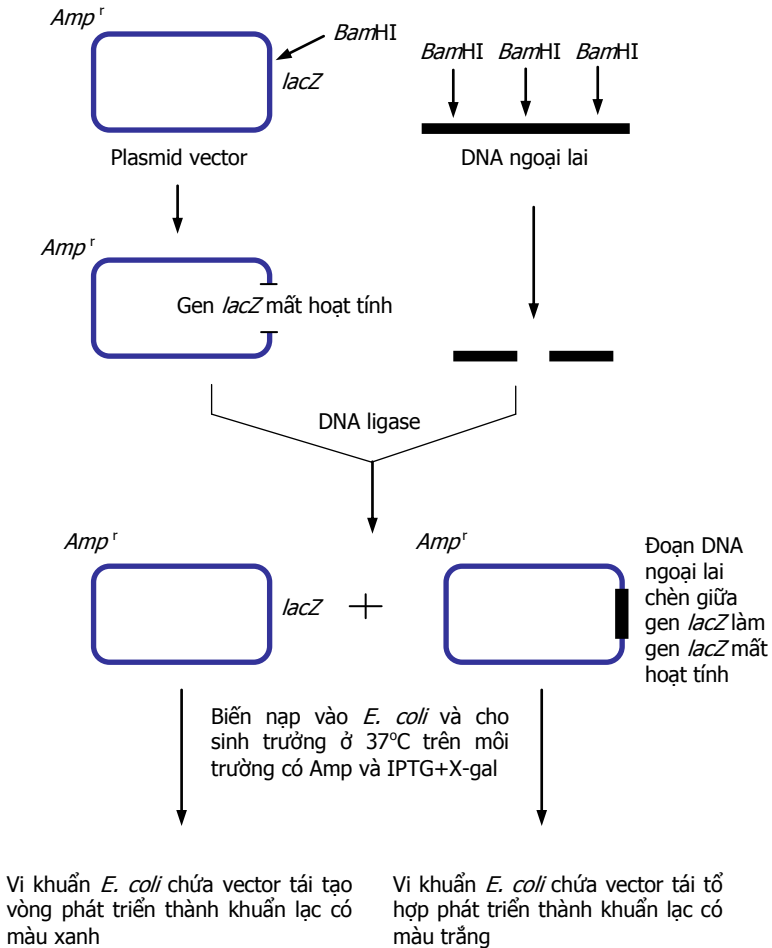 Amp r
BamHI
lacZ
BamHI BamHI BamHI
Plasmid vector
DNA ngoại lai
Amp r
Gen lacZ mất hoạt tính
DNA ligase
Amp r
lacZ
+
Amp r
Đoạn DNA
ngoại lai
chèn giữa
gen lacZ làm
gen lacZ mất
hoạt tính
Biến nạp vào E. coli và cho
sinh trưởng ở 37oC trên môi
trường có Amp và IPTG+X-gal
Vi khuẩn E. coli chứa vector tái tạo
vòng phát triển thành khuẩn lạc có
màu xanh
Vi khuẩn E. coli chứa vector tái tổ
hợp phát triển thành khuẩn lạc có
màu trắng